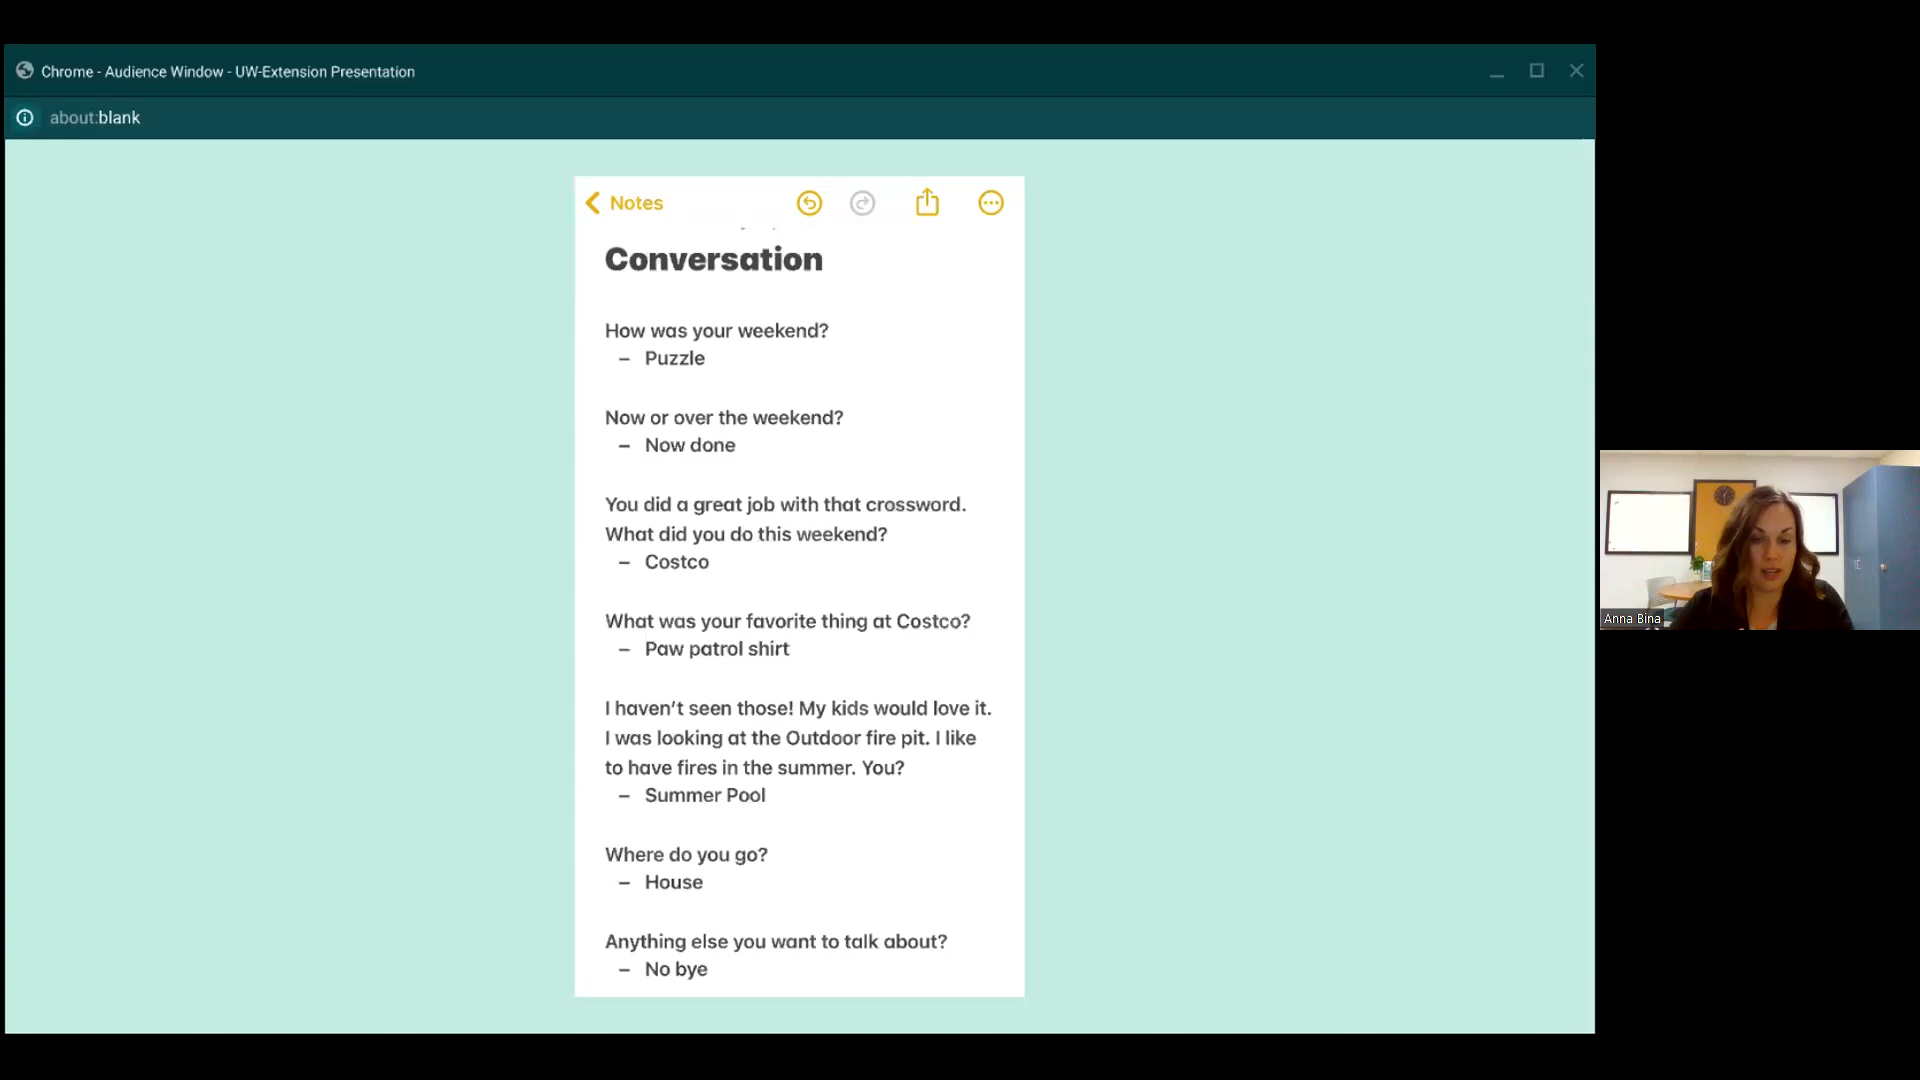 Chrome - Audience Window - UW-Extension Presentation
about:blank
Notes
Conversation
How was your weekend?
– Puzzle
Now or over the weekend?
– Now done
You did a great job with that crossword.
What did you do this weekend?
– Costco
What was your favorite thing at Costco?
– Paw patrol shirt
I haven’t seen those! My kids would love it.
I was looking at the Outdoor fire pit. I like
to have fires in the summer. You?
– Summer Pool
Where do you go?
– House
Anything else you want to talk about?
– No bye
Anna Bina